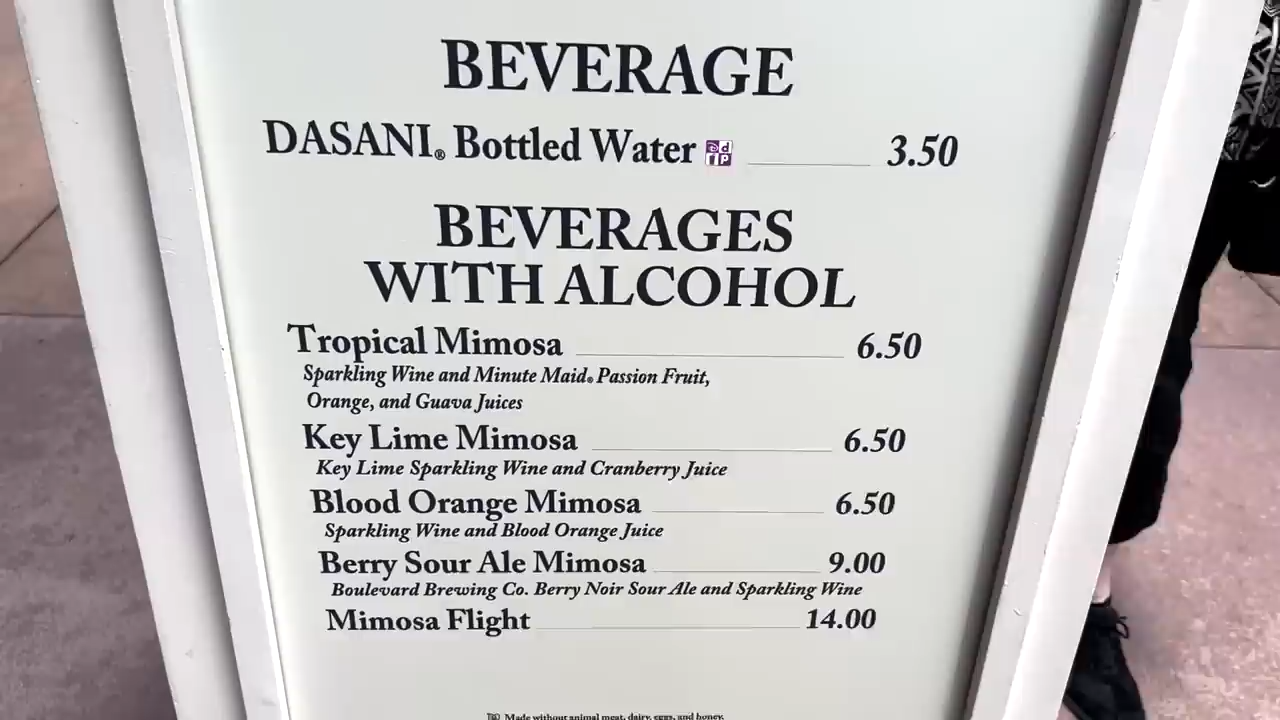 BEVERAGE
DASANI® Bottled Water ddp 3.50
BEVERAGES
WITH ALCOHOL
Tropical Mimosa 6.50
Sparkling Wine and Minute Maid® Passion Fruit,
Orange, and Guava Juices
Key Lime Mimosa 6.50
Key Lime Sparkling Wine and Cranberry Juice
Blood Orange Mimosa 6.50
Sparkling Wine and Blood Orange Juice
Berry Sour Ale Mimosa 9.00
Boulevard Brewing Co. Berry Noir Sour Ale and Sparkling Wine
Mimosa Flight 14.00
Made without animal meat, dairy, eggs, and honey.